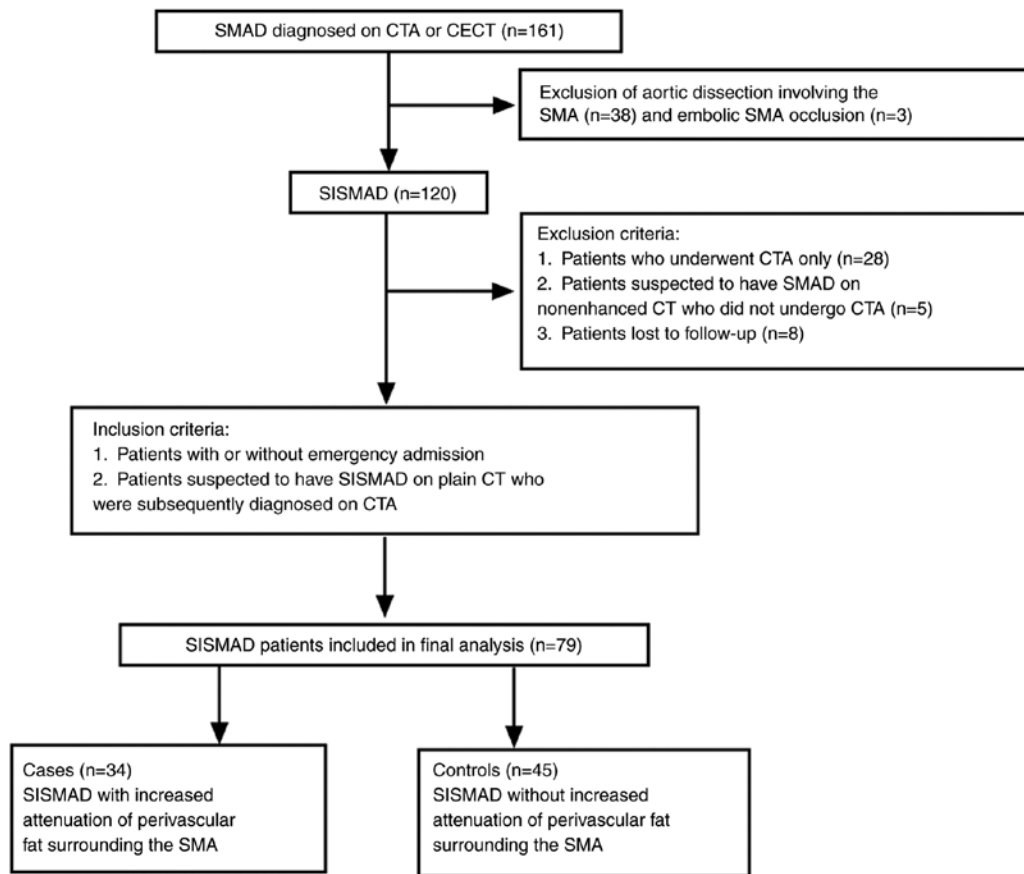 SMAD diagnosed on CTA or CECT (n=161)
Exclusion of aortic dissection involving the
SMA (n=38) and embolic SMA occlusion (n=3)
SISMAD (n=120)
Exclusion criteria:
1. Patients who underwent CTA only (n=28)
2. Patients suspected to have SMAD on
nonenhanced CT who did not undergo CTA (n=5)
3. Patients lost to follow-up (n=8)
Inclusion criteria:
1. Patients with or without emergency admission
2. Patients suspected to have SISMAD on plain CT who
were subsequently diagnosed on CTA
SISMAD patients included in final analysis (n=79)
Cases (n=34)
SISMAD with increased
attenuation of perivascular
fat surrounding the SMA
Controls (n=45)
SISMAD without increased
attenuation of perivascular fat
surrounding the SMA